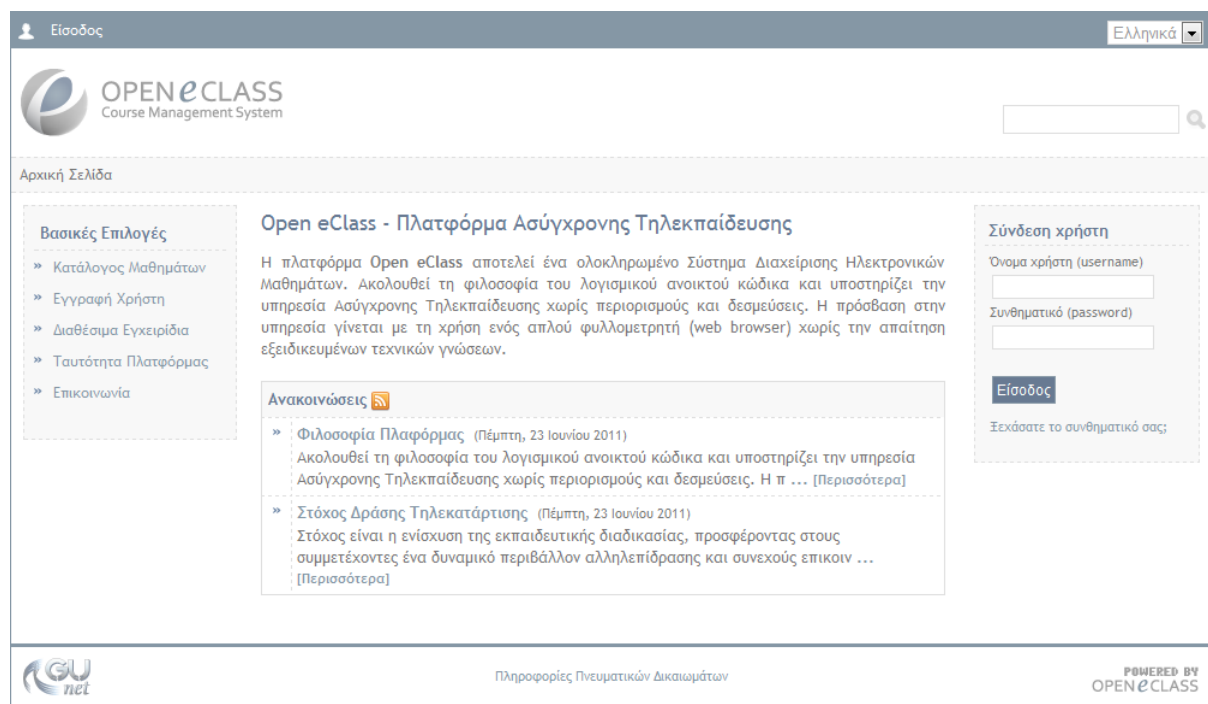 Είσοδος
Ελληνικά
OPEN eCLASS
Course Management System
Αρχική Σελίδα
Βασικές Επιλογές
» Κατάλογος Μαθημάτων
» Εγγραφή Χρήστη
» Διαθέσιμα Εγχειρίδια
» Ταυτότητα Πλατφόρμας
» Επικοινωνία
Open eClass - Πλατφόρμα Ασύγχρονης Τηλεκπαίδευσης
Η πλατφόρμα Open eClass αποτελεί ένα ολοκληρωμένο Σύστημα Διαχείρισης Ηλεκτρονικών
Μαθημάτων. Ακολουθεί τη φιλοσοφία του λογισμικού ανοικτού κώδικα και υποστηρίζει την
υπηρεσία Ασύγχρονης Τηλεκπαίδευσης χωρίς περιορισμούς και δεσμεύσεις. Η πρόσβαση στην
υπηρεσία γίνεται με τη χρήση ενός απλού φυλλομετρητή (web browser) χωρίς την απαίτηση
εξειδικευμένων τεχνικών γνώσεων.
Ανακοινώσεις
» Φιλοσοφία Πλαφόρμας (Πέμπτη, 23 Ιουνίου 2011)
Ακολουθεί τη φιλοσοφία του λογισμικού ανοικτού κώδικα και υποστηρίζει την υπηρεσία
Ασύγχρονης Τηλεκπαίδευσης χωρίς περιορισμούς και δεσμεύσεις. Η π ... [Περισσότερα]
» Στόχος Δράσης Τηλεκατάρτισης (Πέμπτη, 23 Ιουνίου 2011)
Στόχος είναι η ενίσχυση της εκπαιδευτικής διαδικασίας, προσφέροντας στους
συμμετέχοντες ένα δυναμικό περιβάλλον αλληλεπίδρασης και συνεχούς επικοιν ...
[Περισσότερα]
Σύνδεση χρήστη
Όνομα χρήστη (username)
Συνθηματικό (password)
Είσοδος
Ξεχάσατε το συνθηματικό σας;
GU
net
Πληροφορίες Πνευματικών Δικαιωμάτων
POWERED BY
OPEN eCLASS